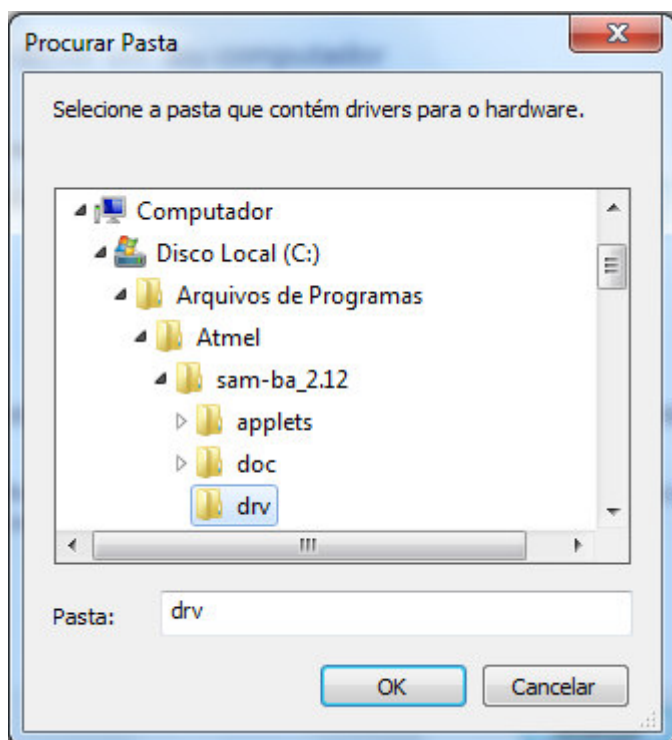 Procurar Pasta
Selecione a pasta que contém drivers para o hardware.
Computador
Disco Local (C:)
Arquivos de Programas
Atmel
sam-ba_2.12
applets
doc
drv
Pasta: drv
OK Cancelar